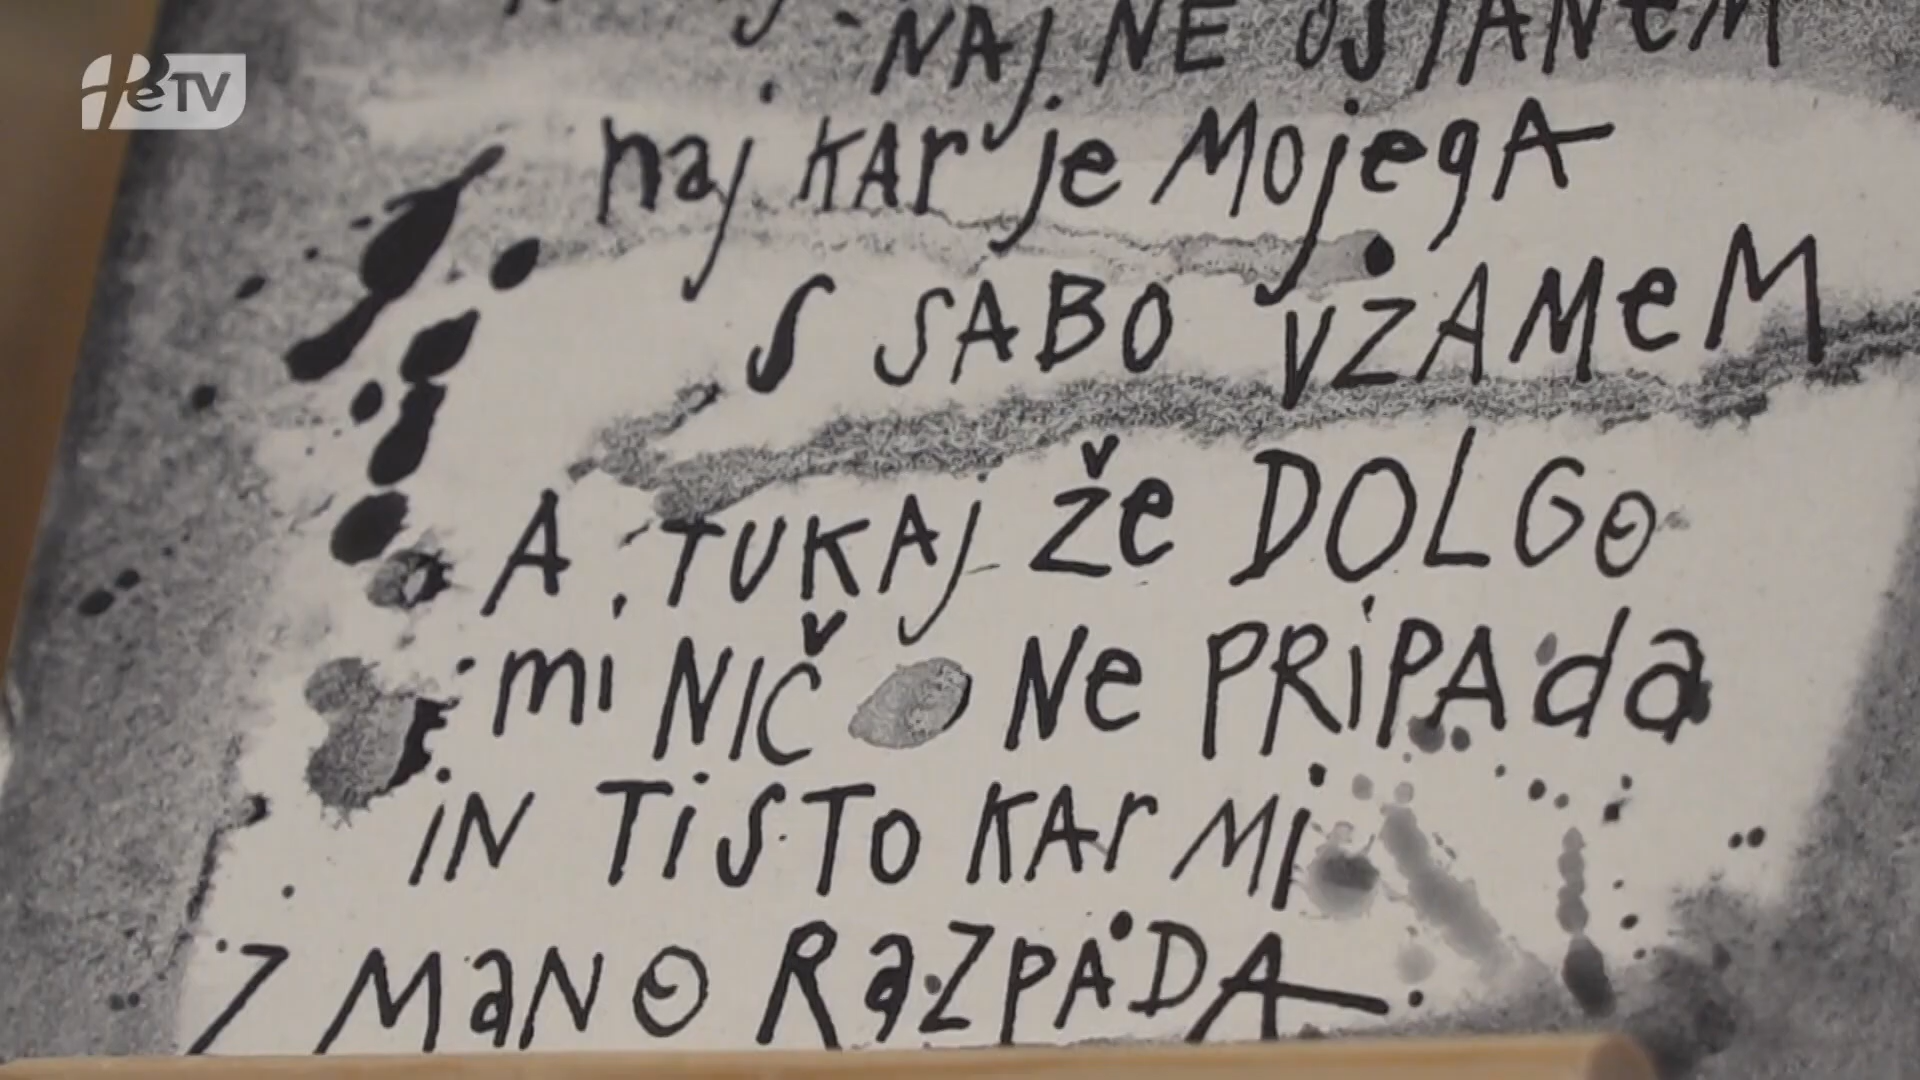 HeTV
NAj NE OSTANEM
naj KAr je MojegA
S SABO VZAMeM
A TUKAj že DOLGo
mi NIČ Ne PRiPAda
iN TiSTo KAr Mi
Z MaNo RaZPADA